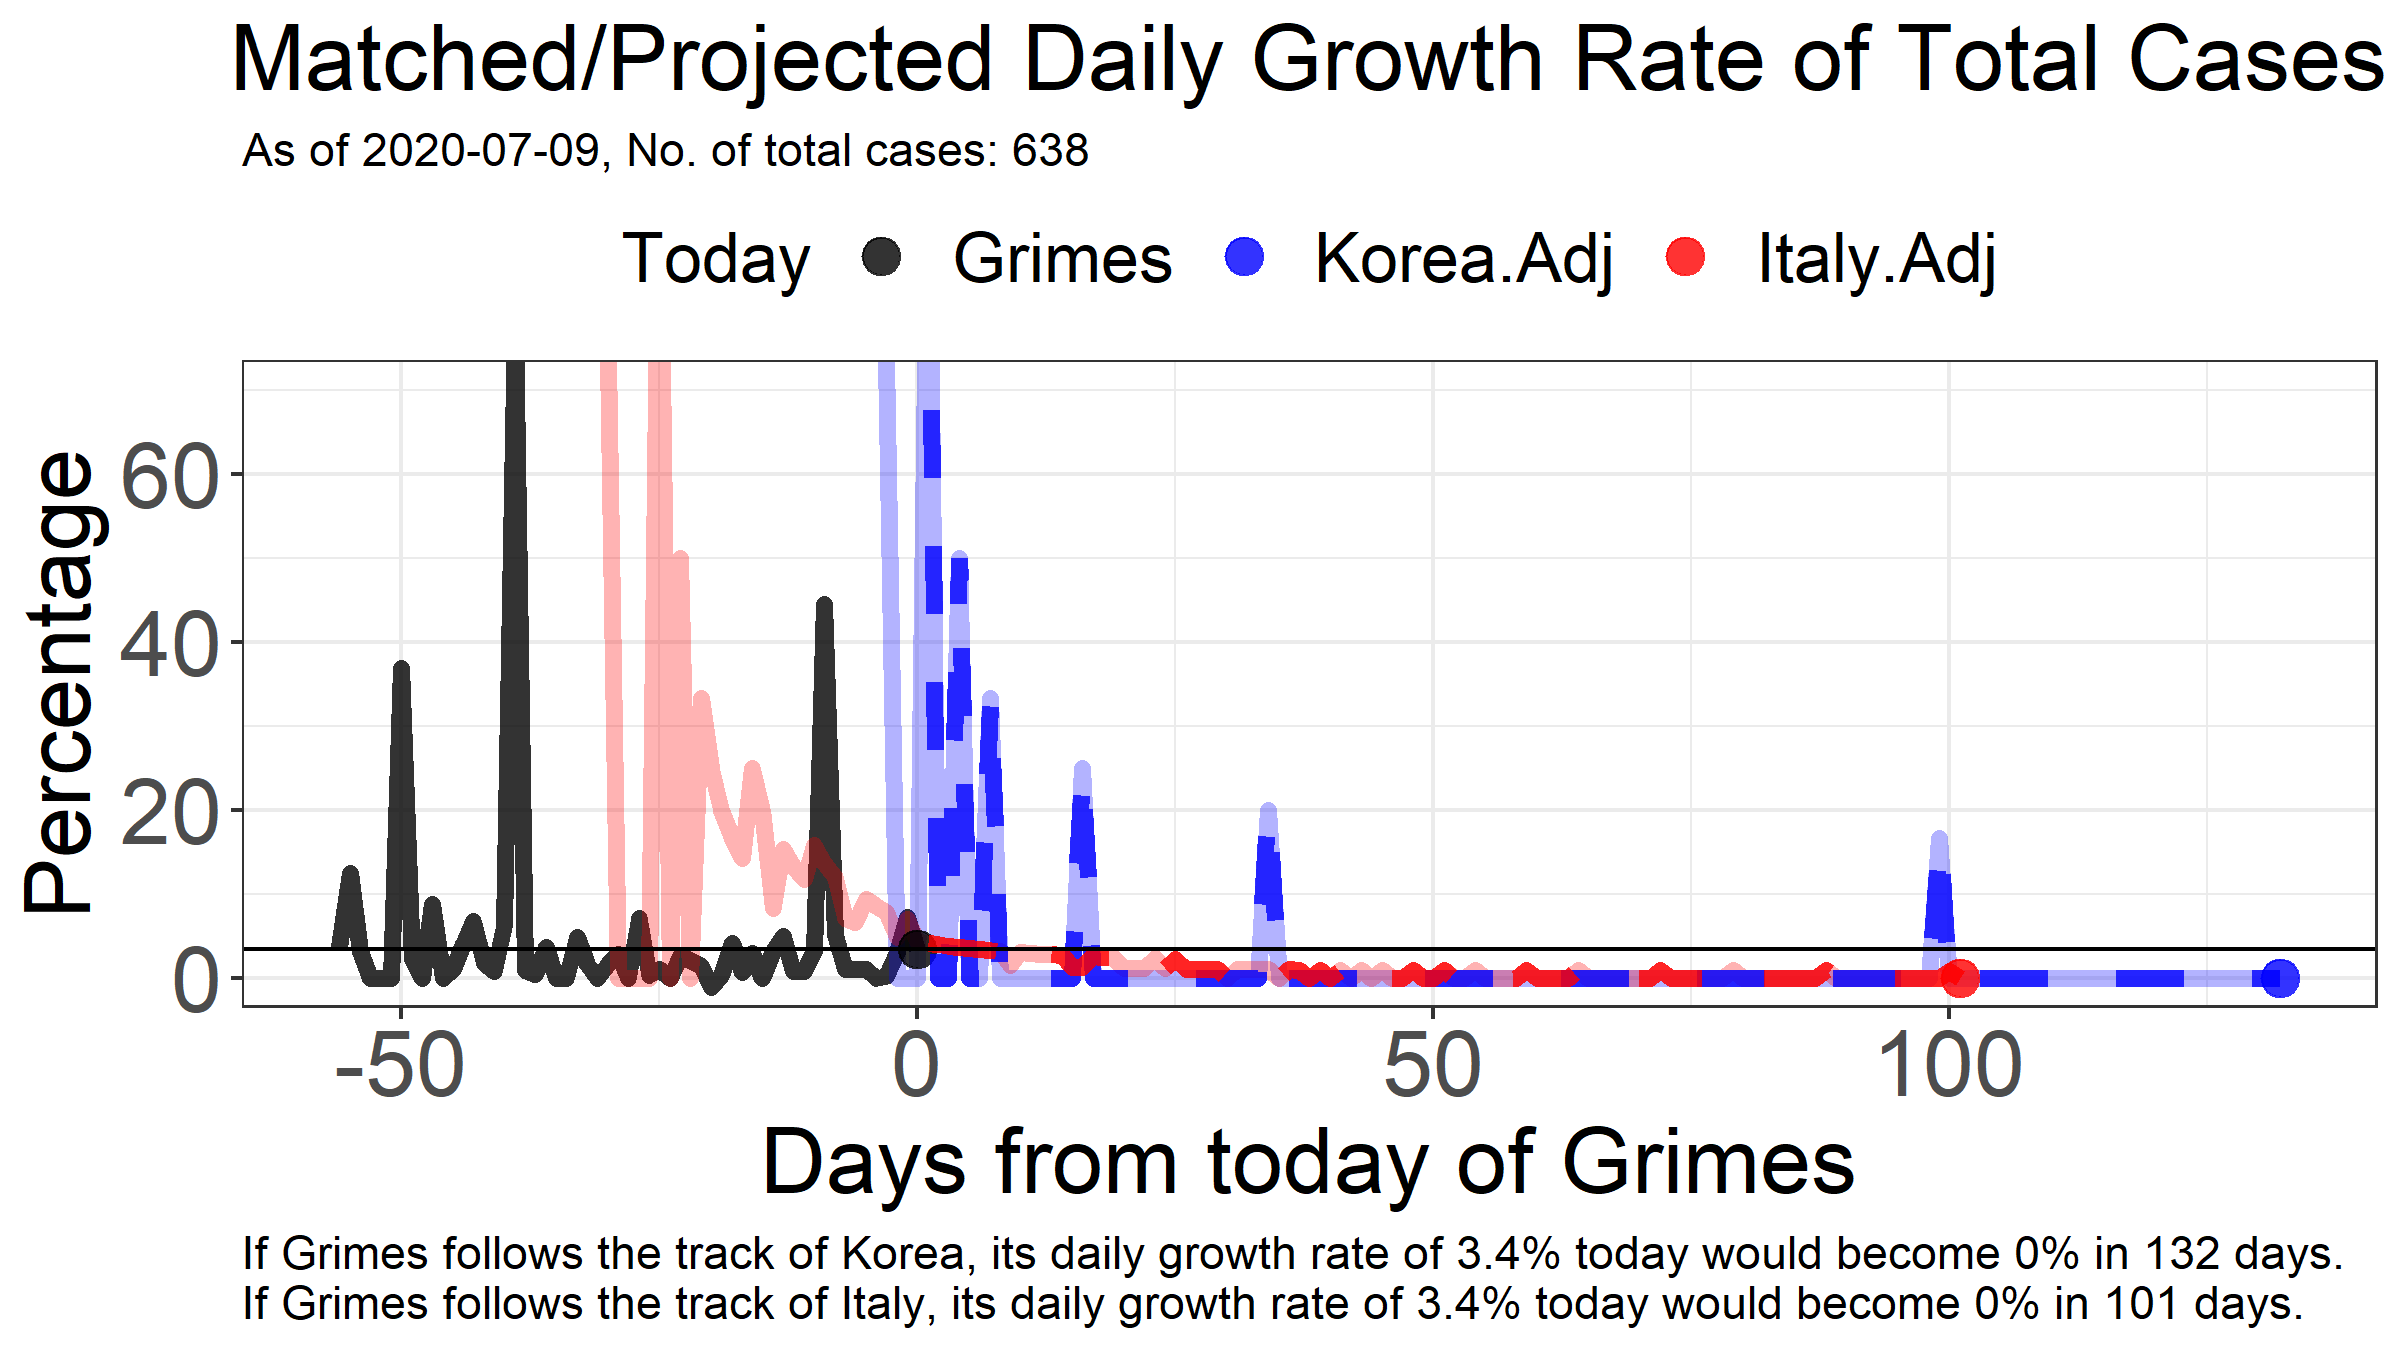 Matched/Projected Daily Growth Rate of Total Cases
As of 2020-07-09, No. of total cases: 638
Today Grimes Korea.Adj Italy.Adj
Percentage
60
40
20
0
-50 0 50 100
Days from today of Grimes
If Grimes follows the track of Korea, its daily growth rate of 3.4% today would become 0% in 132 days.
If Grimes follows the track of Italy, its daily growth rate of 3.4% today would become 0% in 101 days.